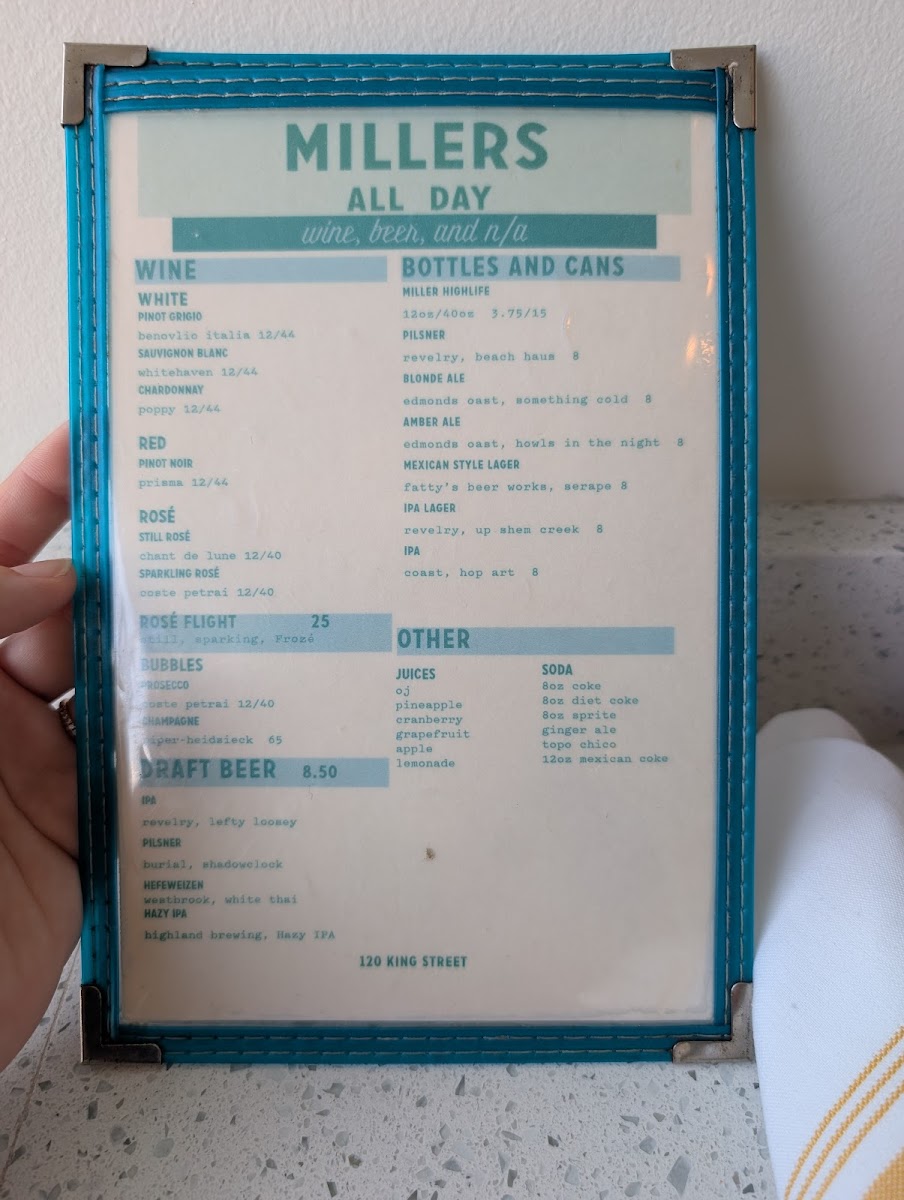 MILLERS
ALL DAY
wine, beer, and n/a
WINE
WHITE
PINOT GRIGIO
benovlio italia 12/44
SAUVIGNON BLANC
whitehaven 12/44
CHARDONNAY
poppy 12/44
RED
PINOT NOIR
prisma 12/44
ROSÉ
STILL ROSÉ
chant de lune 12/40
SPARKLING ROSÉ
coste petrai 12/40
ROSÉ FLIGHT 25
still, sparking, Frozé
BUBBLES
PROSECCO
coste petrai 12/40
CHAMPAGNE
piper-heidsieck 65
DRAFT BEER 8.50
IPA
revelry, lefty loosey
PILSNER
burial, shadowclock
HEFEWEIZEN
westbrook, white thai
HAZY IPA
highland brewing, Hazy IPA
BOTTLES AND CANS
MILLER HIGHLIFE
12oz/40oz 3.75/15
PILSNER
revelry, beach haus 8
BLONDE ALE
edmonds oast, something cold 8
AMBER ALE
edmonds oast, howls in the night 8
MEXICAN STYLE LAGER
fatty's beer works, serape 8
IPA LAGER
revelry, up shem creek 8
IPA
coast, hop art 8
OTHER
JUICES
oj
pineapple
cranberry
grapefruit
apple
lemonade
SODA
8oz coke
8oz diet coke
8oz sprite
ginger ale
topo chico
12oz mexican coke
120 KING STREET